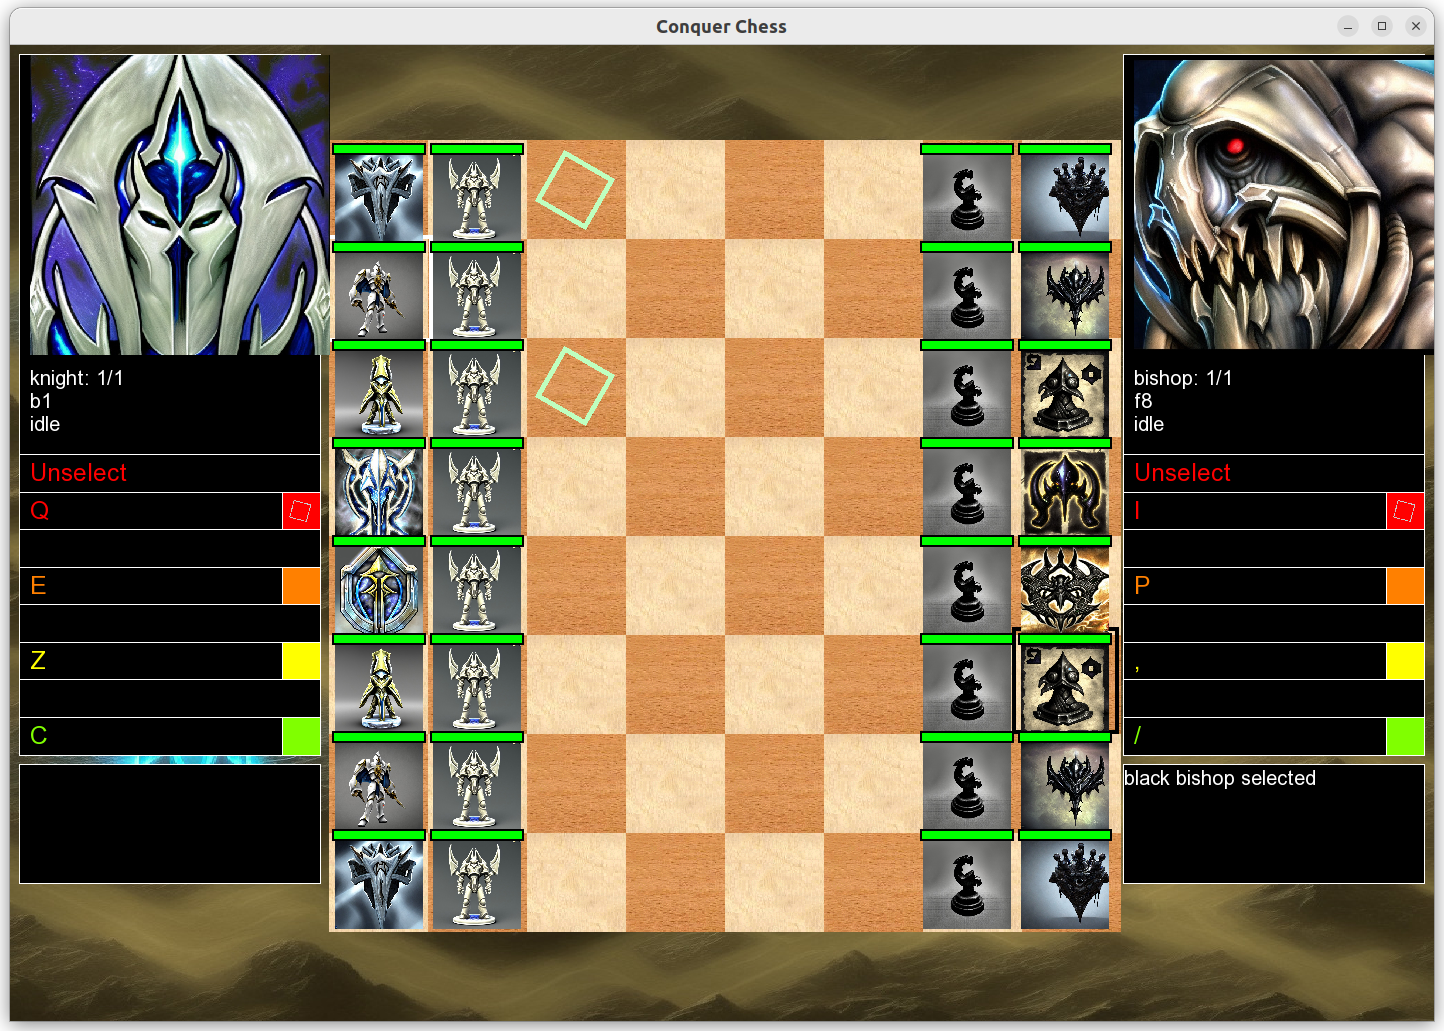 Conquer Chess
knight: 1/1
b1
idle
Unselect
Q
E
Z
C
bishop: 1/1
f8
idle
Unselect
I
P
,
/
black bishop selected